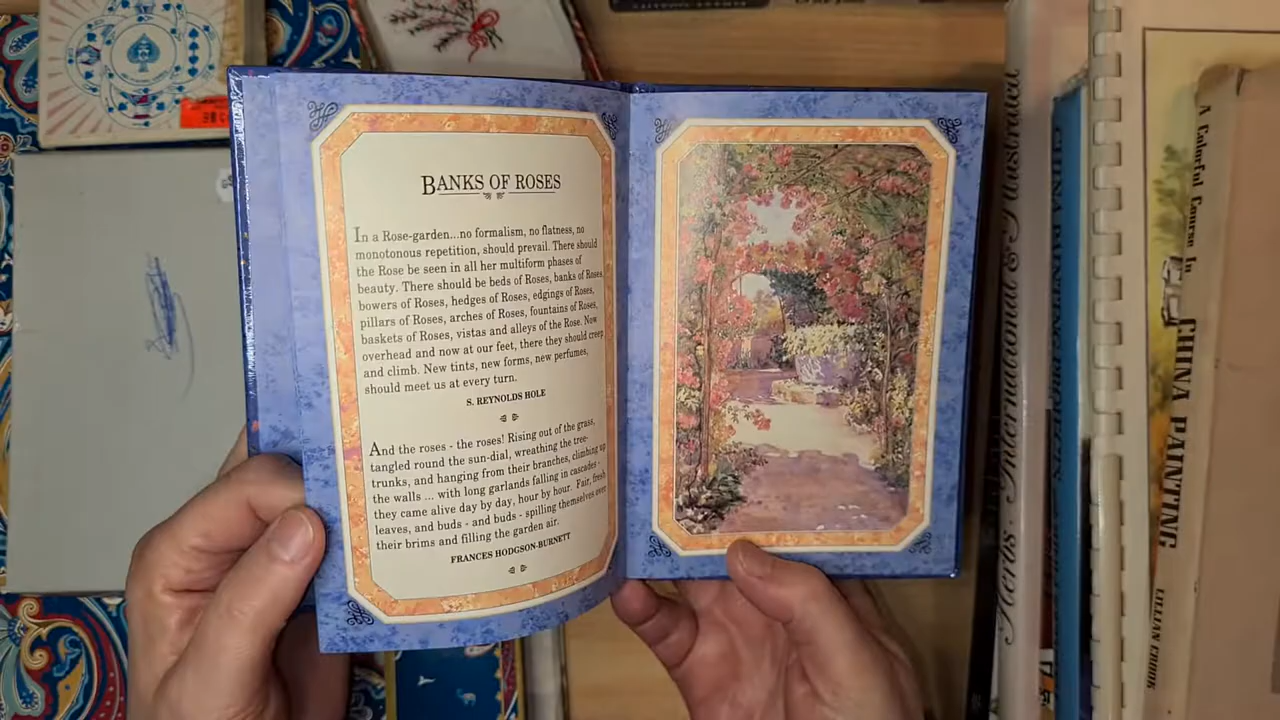 BANKS OF ROSES
In a Rose-garden...no formalism, no flatness, no
monotonous repetition, should prevail. There should
the Rose be seen in all her multiform phases of
beauty. There should be beds of Roses, banks of Roses,
bowers of Roses, hedges of Roses, edgings of Roses,
pillars of Roses, arches of Roses, fountains of Roses,
baskets of Roses, vistas and alleys of the Rose. Now
overhead and now at our feet, there they should creep
and climb. New tints, new forms, new perfumes,
should meet us at every turn.
S. REYNOLDS HOLE
And the roses - the roses! Rising out of the grass,
tangled round the sun-dial, wreathing the tree-
trunks, and hanging from their branches, climbing up
the walls ... with long garlands falling in cascades -
they came alive day by day, hour by hour. Fair, fresh
leaves, and buds - and buds - spilling themselves over
their brims and filling the garden air.
FRANCES HODGSON-BURNETT
International & Illustrated
A Colorful Course In
CHINA PAINTING